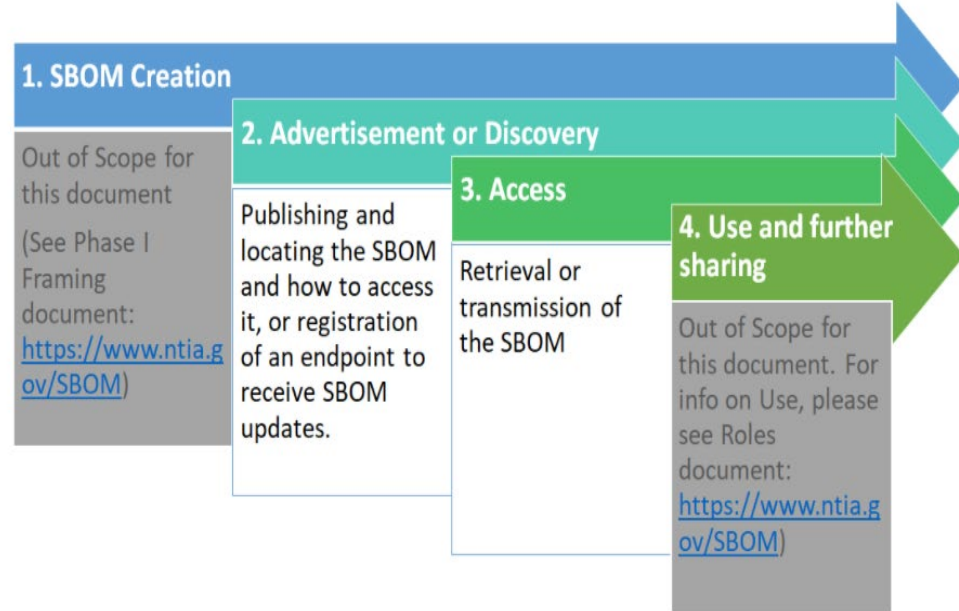 1. SBOM Creation
Out of Scope for
this document
(See Phase I
Framing
document:
https://www.ntia.g
ov/SBOM)
2. Advertisement or Discovery
Publishing and
locating the SBOM
and how to access
it, or registration
of an endpoint to
receive SBOM
updates.
3. Access
Retrieval or
transmission of
the SBOM
4. Use and further
sharing
Out of Scope for
this document. For
info on Use, please
see Roles
document:
https://www.ntia.g
ov/SBOM)